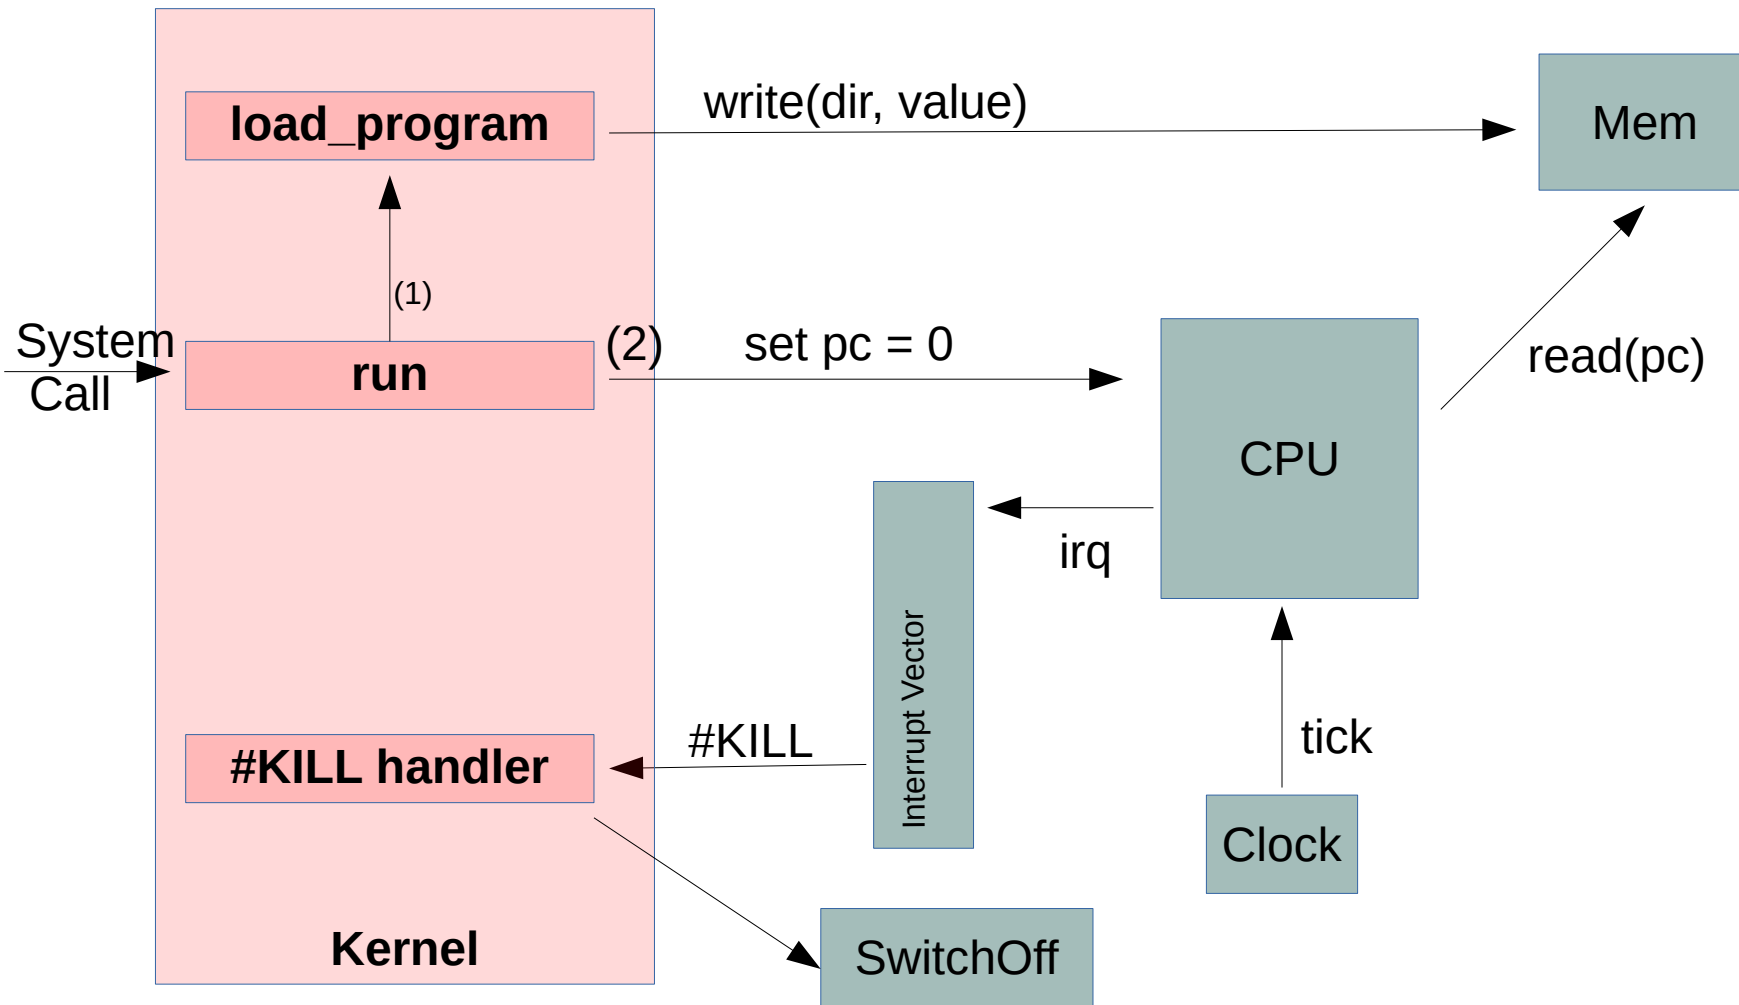 load_program
write(dir, value)
Mem
(1)
System
Call
run
(2)
set pc = 0
read(pc)
CPU
irq
Interrupt Vector
#KILL handler
#KILL
tick
Clock
Kernel
SwitchOff